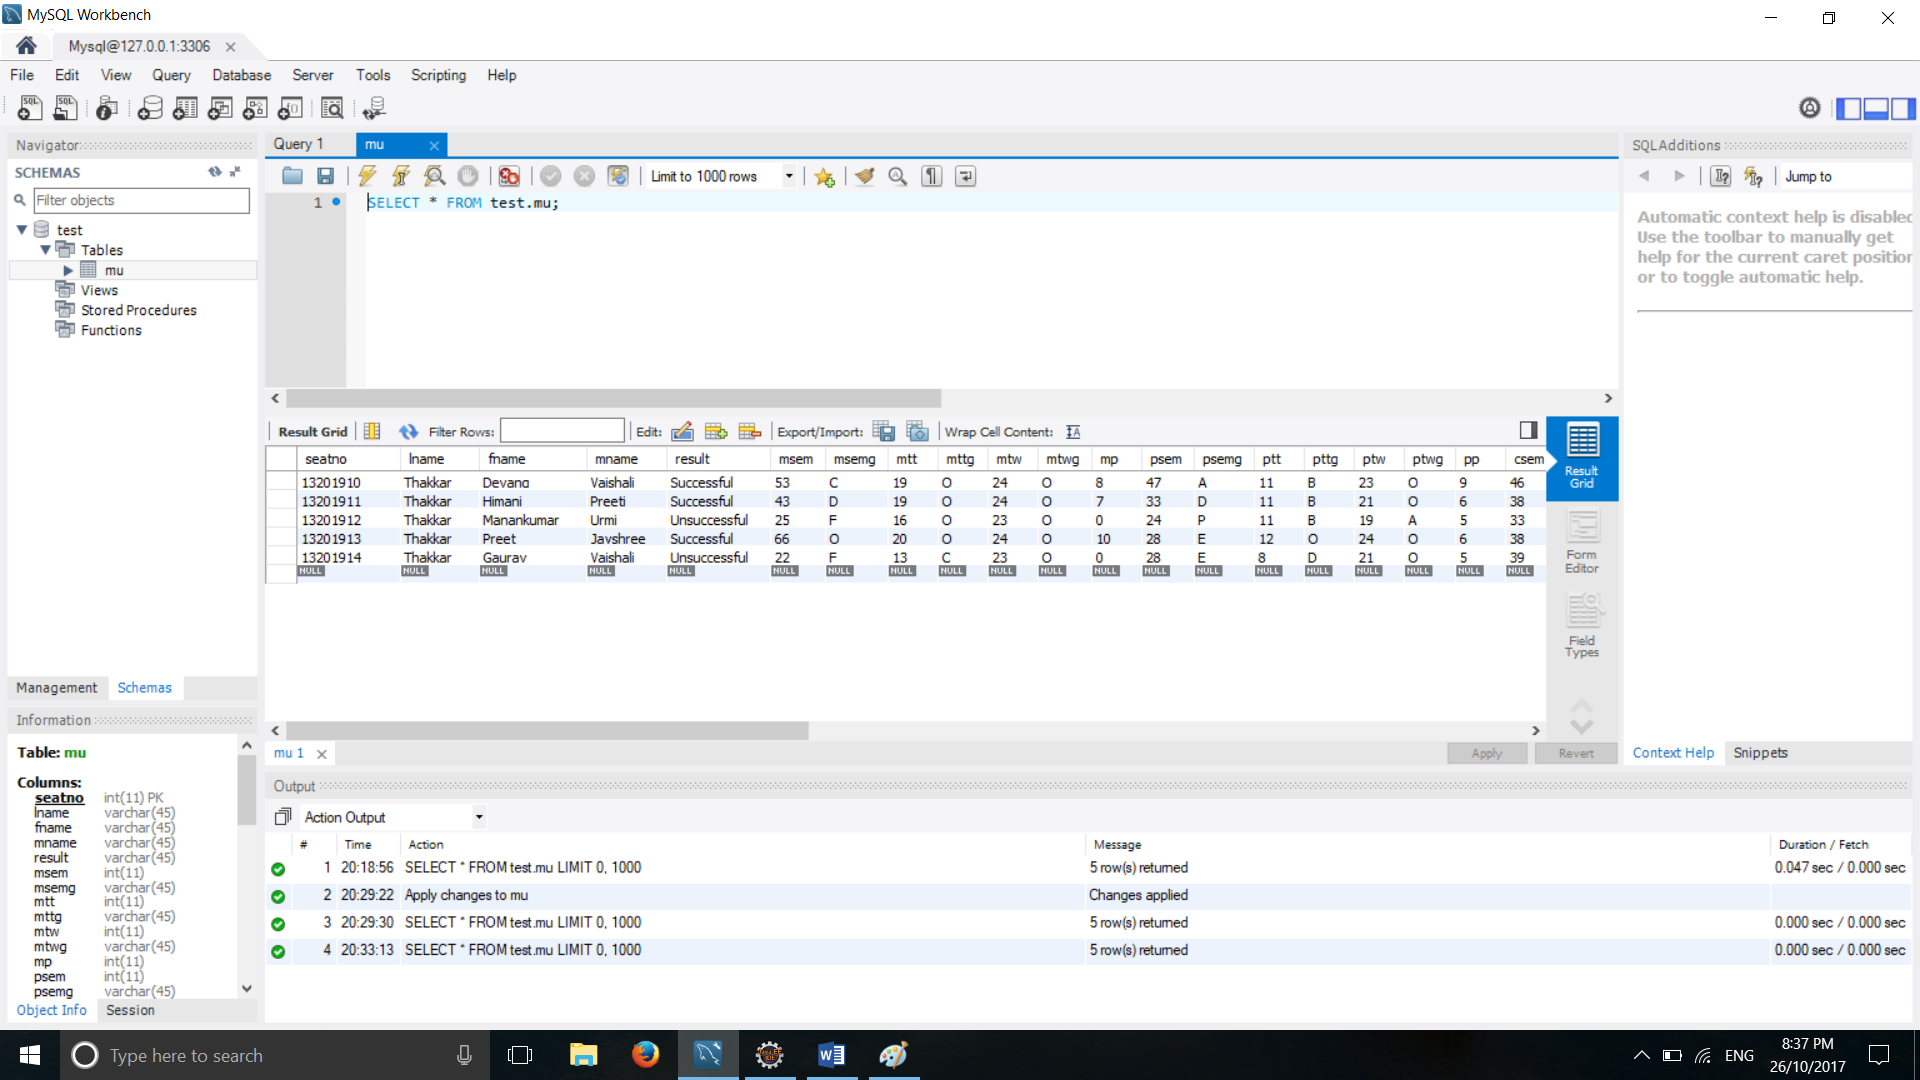 MySQL Workbench
Mysql@127.0.0.1:3306
File Edit View Query Database Server Tools Scripting Help
Navigator
SCHEMAS
Filter objects
test
Tables
mu
Views
Stored Procedures
Functions
Management Schemas
Information
Table: mu
Columns:
seatno int(11) PK
lname varchar(45)
fname varchar(45)
mname varchar(45)
result varchar(45)
msem int(11)
msemg varchar(45)
mtt int(11)
mttg varchar(45)
mtw int(11)
mtwg varchar(45)
mp int(11)
psem int(11)
psemg varchar(45)
Object Info Session
Query 1 mu
Limit to 1000 rows
1 SELECT * FROM test.mu;
Result Grid Filter Rows: Edit: Export/Import: Wrap Cell Content:
seatno lname fname mname result msem msemg mtt mttg mtw mtwg mp psem psemg ptt pttg ptw ptwg pp csem
13201910 Thakkar Devang Vaishali Successful 53 C 19 O 24 O 8 47 A 11 B 23 O 9 46
13201911 Thakkar Himani Preeti Successful 43 D 19 O 24 O 7 33 D 11 B 21 O 6 38
13201912 Thakkar Manankumar Urmi Unsuccessful 25 F 16 O 23 O 0 24 P 11 B 19 A 5 33
13201913 Thakkar Preet Jayshree Successful 66 O 20 O 24 O 10 28 E 12 O 24 O 6 38
13201914 Thakkar Gaurav Vaishali Unsuccessful 22 F 13 C 23 O 0 28 E 8 D 21 O 5 39
NULL NULL NULL NULL NULL NULL NULL NULL NULL NULL NULL NULL NULL NULL NULL NULL NULL NULL NULL NULL
Result Grid
Form Editor
Field Types
mu 1
Apply Revert
SQLAdditions
Jump to
Automatic context help is disabled
Use the toolbar to manually get
help for the current caret position
or to toggle automatic help.
Context Help Snippets
Output
Action Output
# Time Action Message Duration / Fetch
1 20:18:56 SELECT * FROM test.mu LIMIT 0, 1000 5 row(s) returned 0.047 sec / 0.000 sec
2 20:29:22 Apply changes to mu Changes applied
3 20:29:30 SELECT * FROM test.mu LIMIT 0, 1000 5 row(s) returned 0.000 sec / 0.000 sec
4 20:33:13 SELECT * FROM test.mu LIMIT 0, 1000 5 row(s) returned 0.000 sec / 0.000 sec
Type here to search
ENG
8:37 PM
26/10/2017